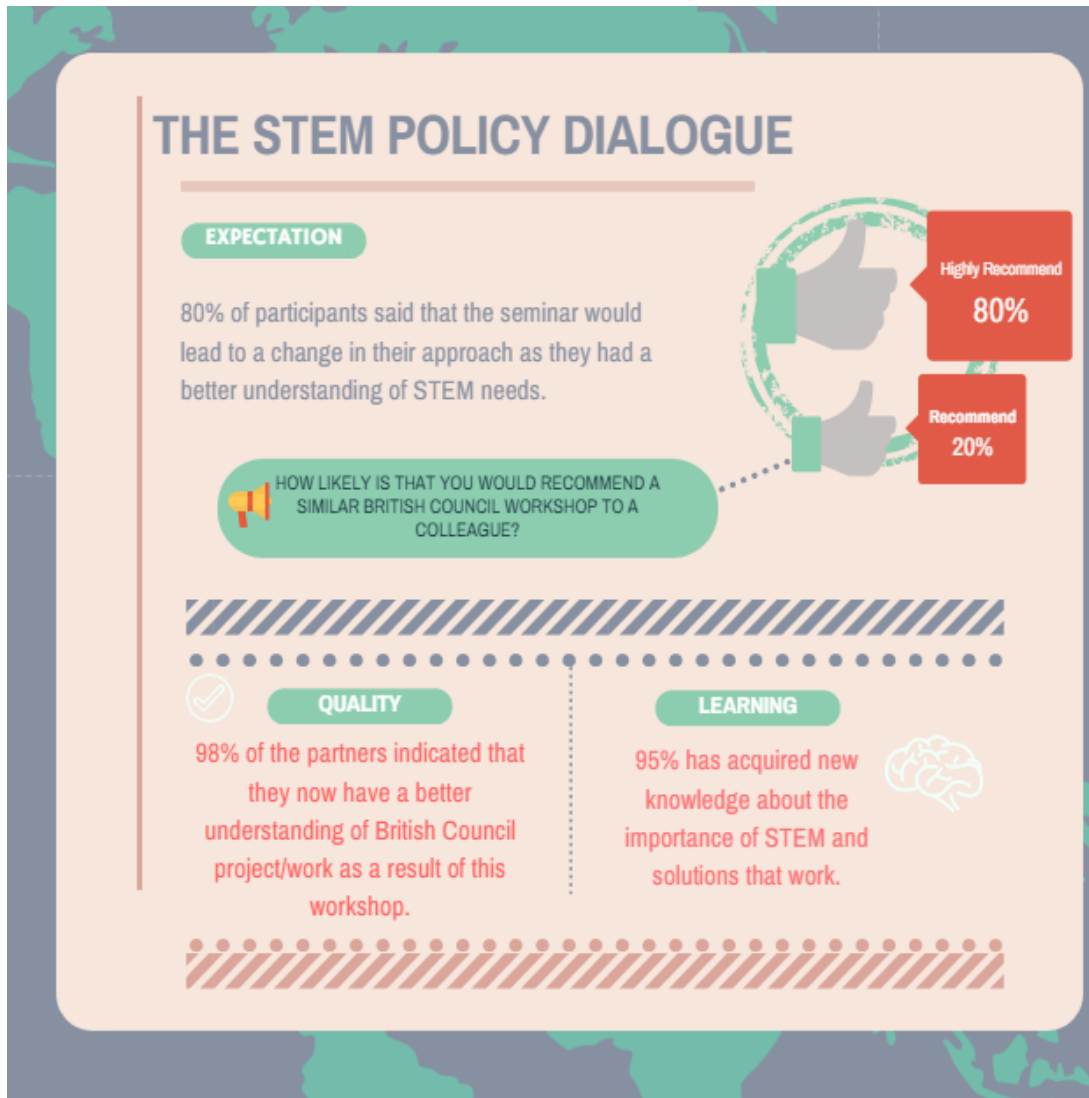 THE STEM POLICY DIALOGUE
EXPECTATION
80% of participants said that the seminar would
lead to a change in their approach as they had a
better understanding of STEM needs.
Highly Recommend
80%
Recommend
20%
HOW LIKELY IS THAT YOU WOULD RECOMMEND A
SIMILAR BRITISH COUNCIL WORKSHOP TO A
COLLEAGUE?
QUALITY
98% of the partners indicated that
they now have a better
understanding of British Council
project/work as a result of this
workshop.
LEARNING
95% has acquired new
knowledge about the
importance of STEM and
solutions that work.